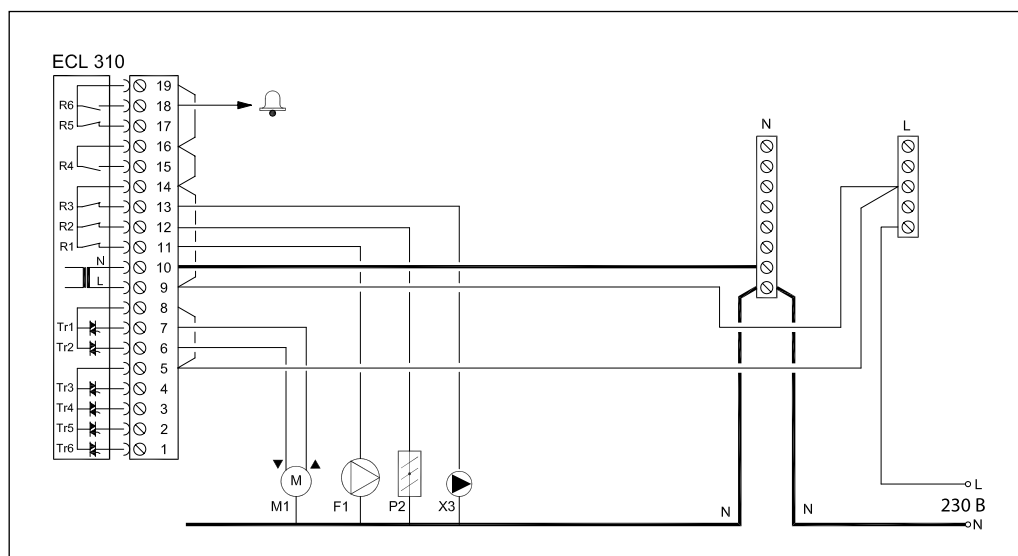 ECL 310
19
R6 18
R5 17
16
R4 15
14
R3 13
R2 12
R1 11
N 10
L 9
8
Tr1 7
Tr2 6
5
Tr3 4
Tr4 3
Tr5 2
Tr6 1
N
L
M
M1 F1 P2 X3
N N
L
230 В
N